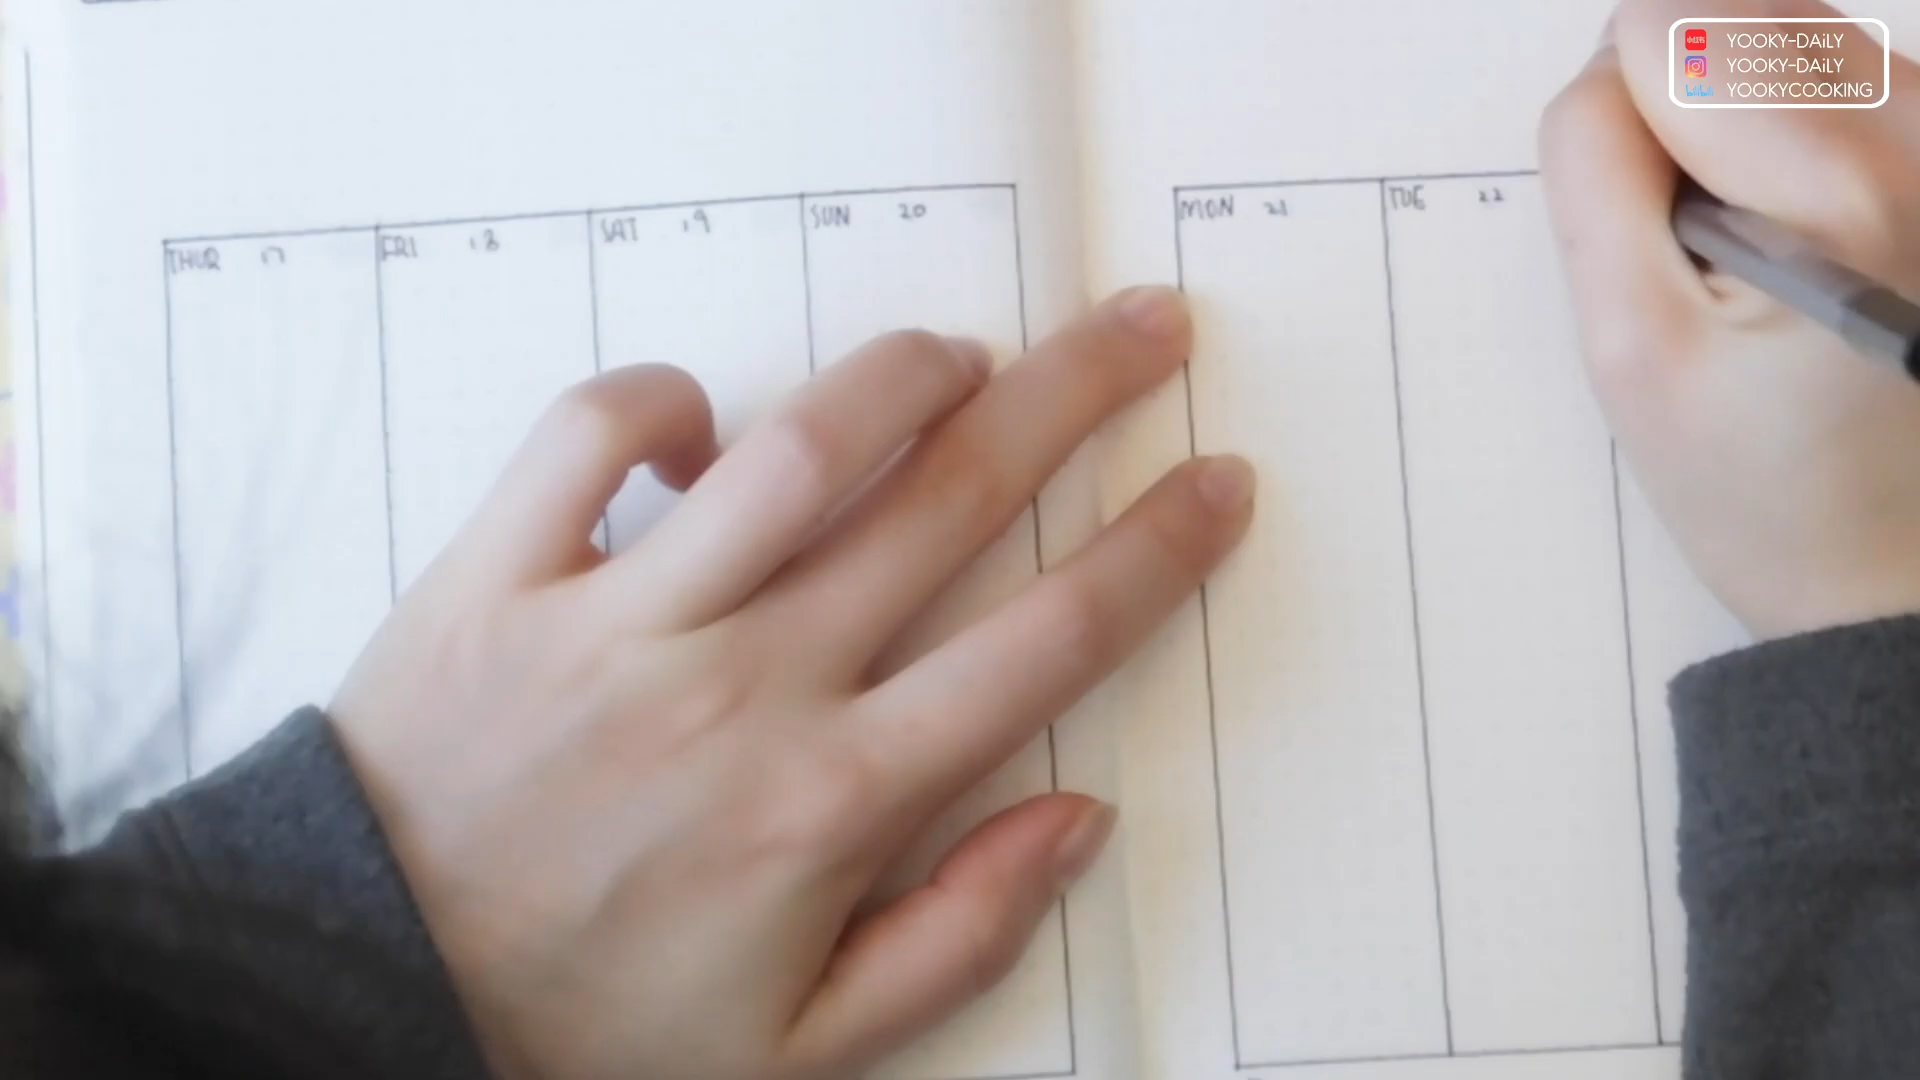 YOOKY-DAiLY
YOOKY-DAiLY
YOOKYCOOKING
THUR 17
FRI 18
SAT 19
SUN 20
MON 21
TUE 22